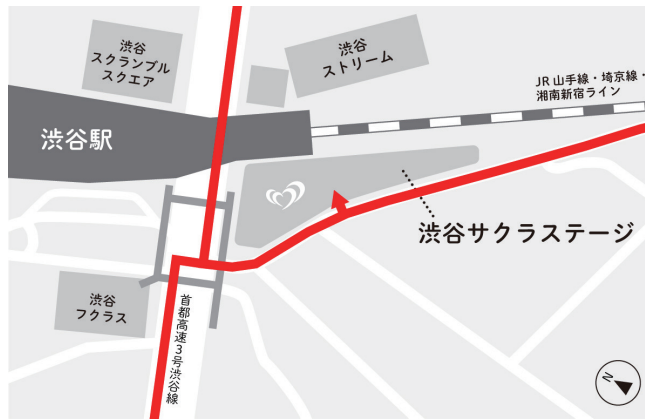 渋谷
スクランブル
スクエア
渋谷
ストリーム
JR 山手線・埼京線・
湘南新宿ライン
渋谷駅
渋谷サクラステージ
渋谷
フクラス
首都高速3号渋谷線
N